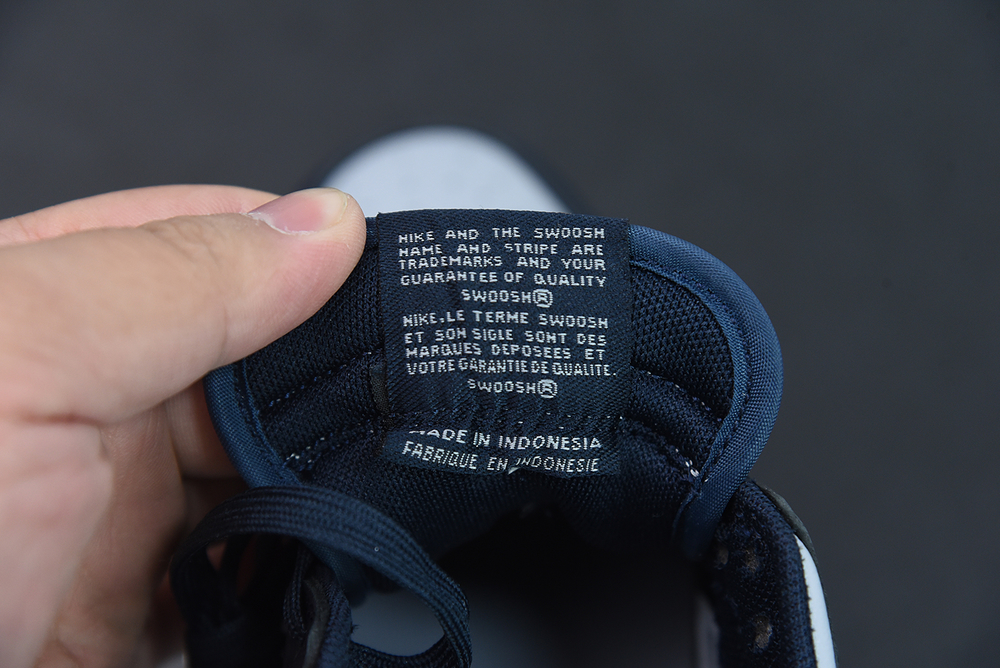 NIKE AND THE SWOOSH
NAME AND STRIPE ARE
TRADEMARKS AND YOUR
GUARANTEE OF QUALITY
SWOOSH®
NIKE.LE TERME SWOOSH
ET SON SIGLE SONT DES
MARQUES DEPOSEES ET
VOTRE GARANTIE DE QUALITE.
SWOOSH®
MADE IN INDONESIA
FABRIQUE EN INDONESIE